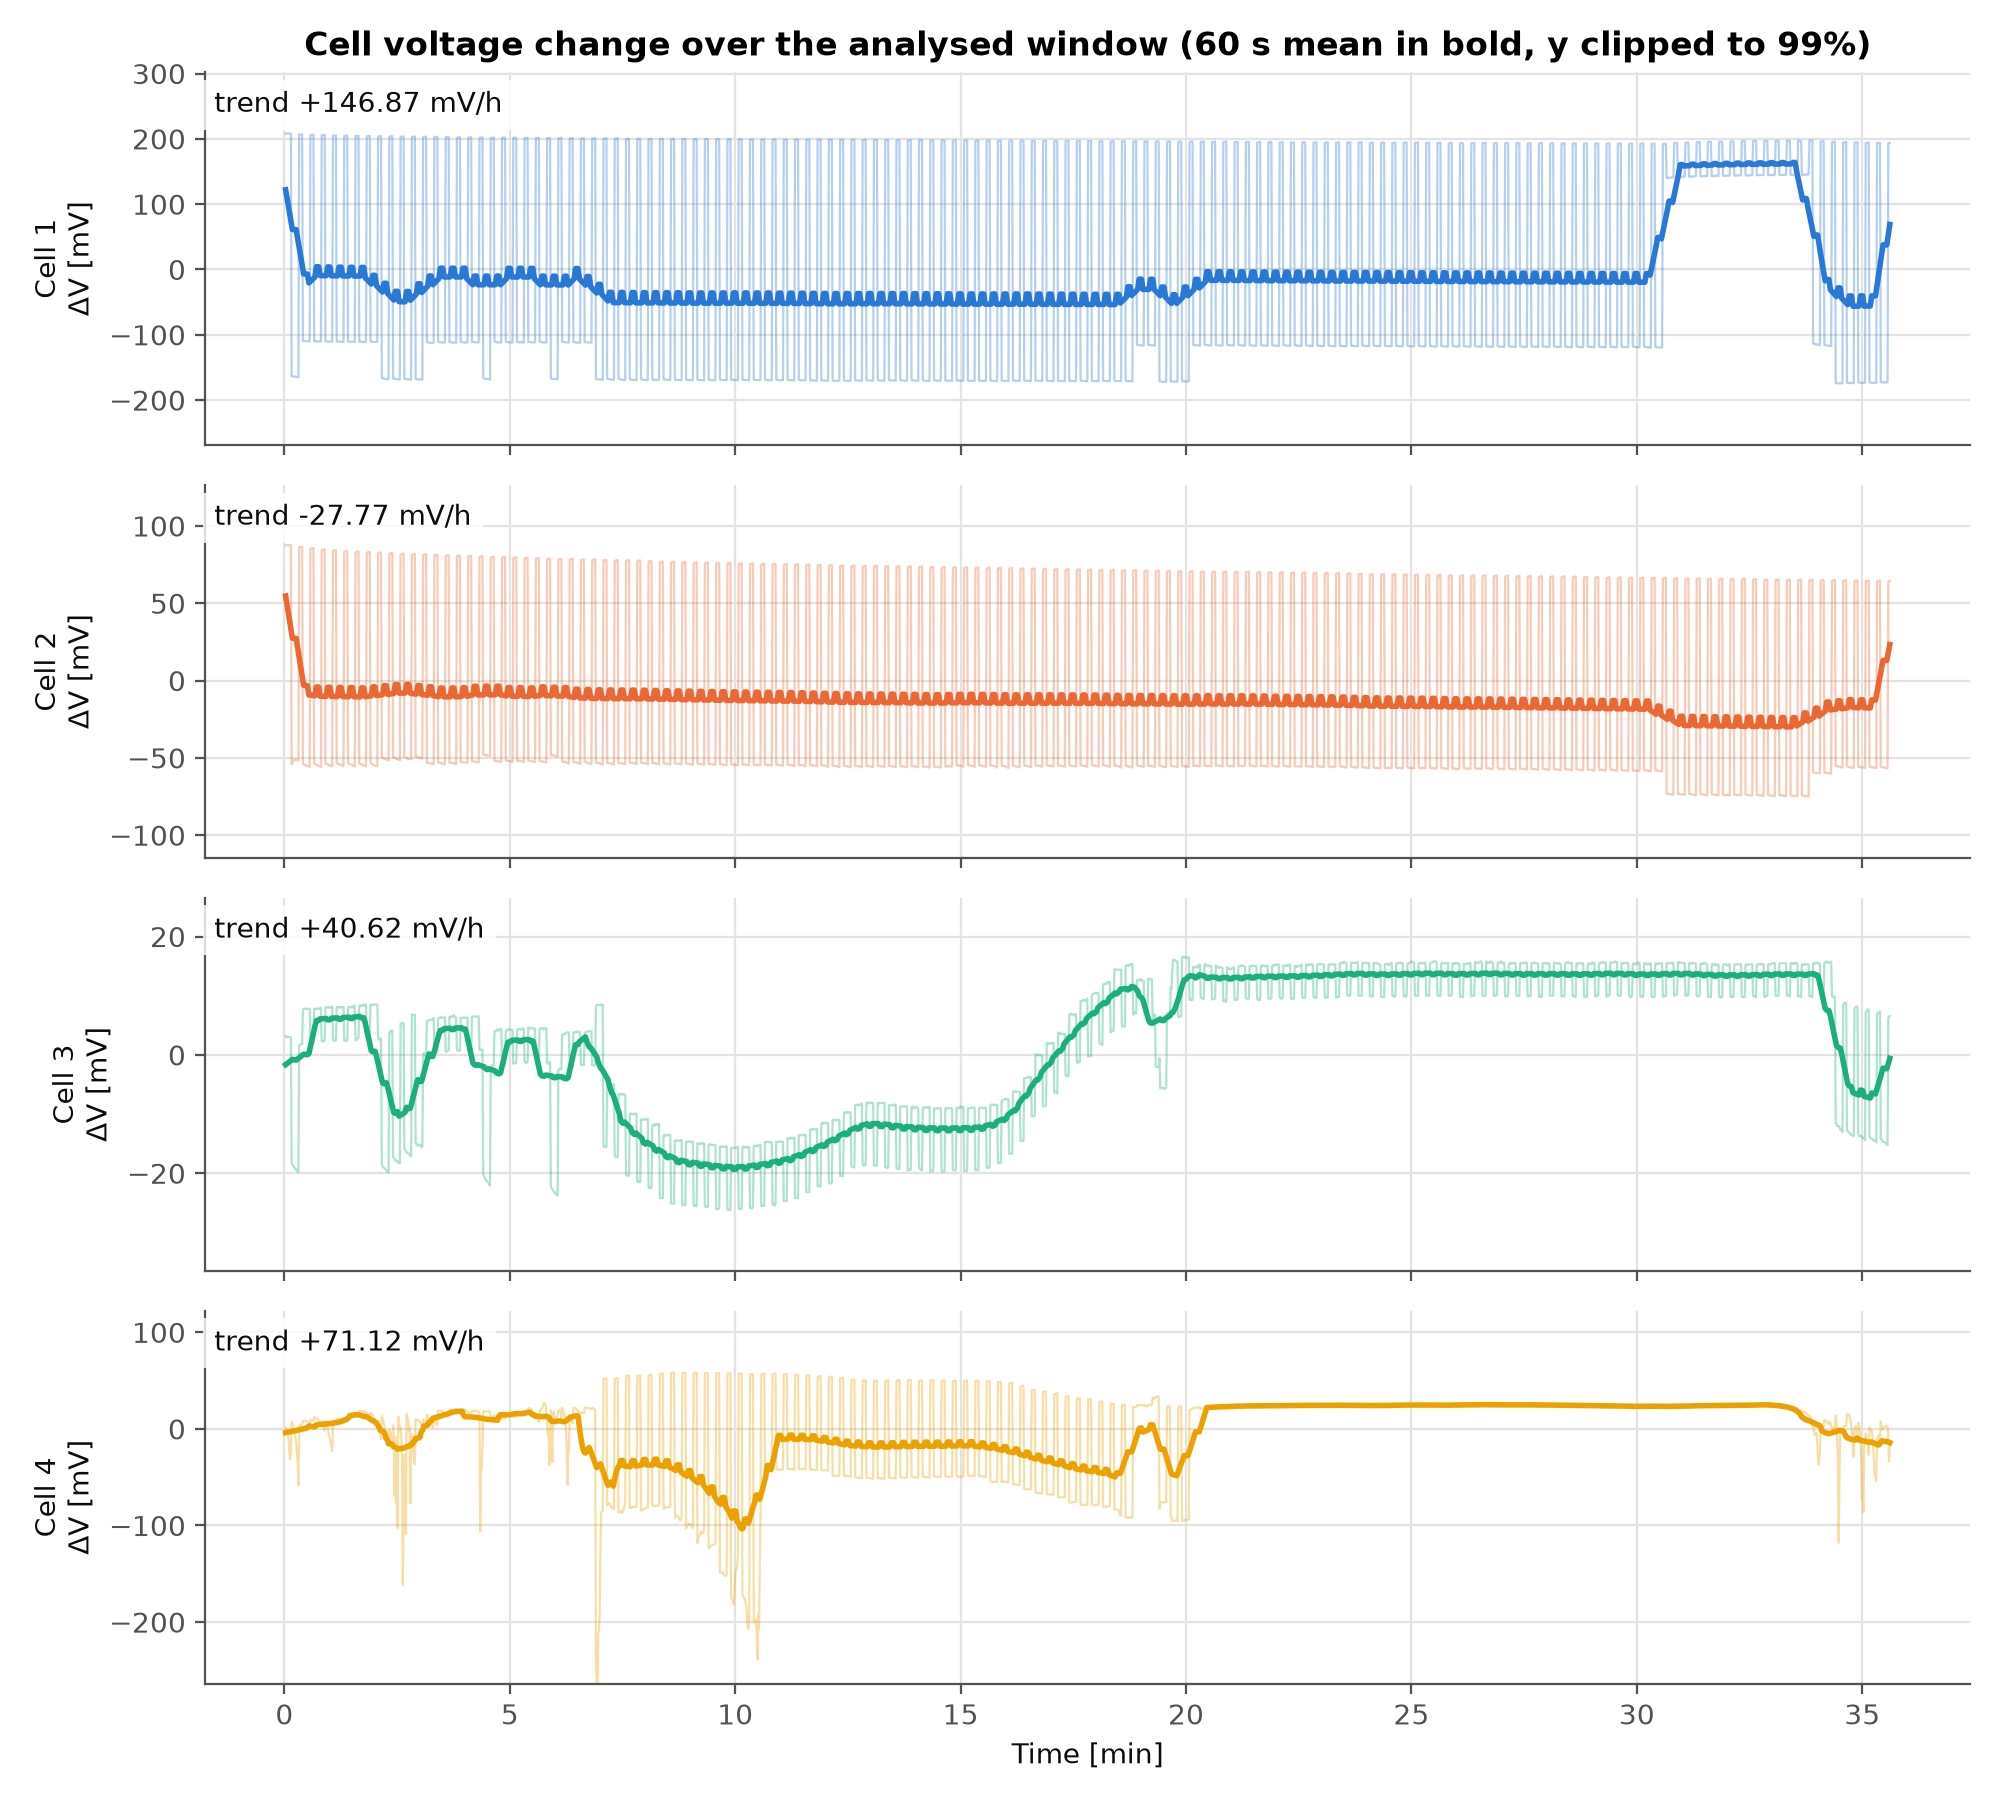 Cell voltage change over the analysed window (60 s mean in bold, y clipped to 99%)
300
200
100
0
−100
−200
trend +146.87 mV/h
Cell 1
ΔV [mV]
100
50
0
−50
−100
trend -27.77 mV/h
Cell 2
ΔV [mV]
20
0
−20
trend +40.62 mV/h
Cell 3
ΔV [mV]
100
0
−100
−200
trend +71.12 mV/h
Cell 4
ΔV [mV]
0 5 10 15 20 25 30 35
Time [min]